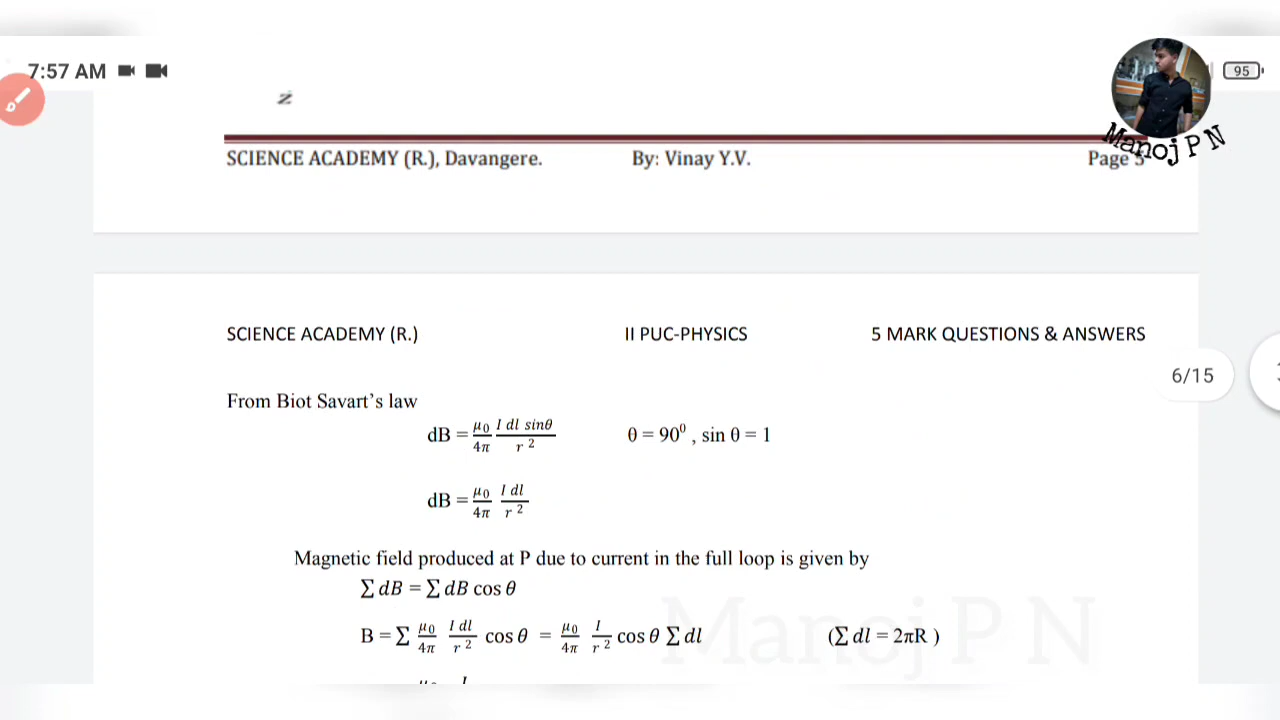 7:57 AM
95
z
Manoj P N
SCIENCE ACADEMY (R.), Davangere. By: Vinay Y.V. Page 5
SCIENCE ACADEMY (R.) II PUC-PHYSICS 5 MARK QUESTIONS & ANSWERS
6/15
From Biot Savart’s law
dB = μ₀/4π I dl sinθ/r² θ = 90⁰ , sin θ = 1
dB = μ₀/4π I dl/r²
Magnetic field produced at P due to current in the full loop is given by
∑ dB = ∑ dB cos θ
B = ∑ μ₀/4π I dl/r² cos θ = μ₀/4π I/r² cos θ ∑ dl (∑ dl = 2πR )
Manoj P N